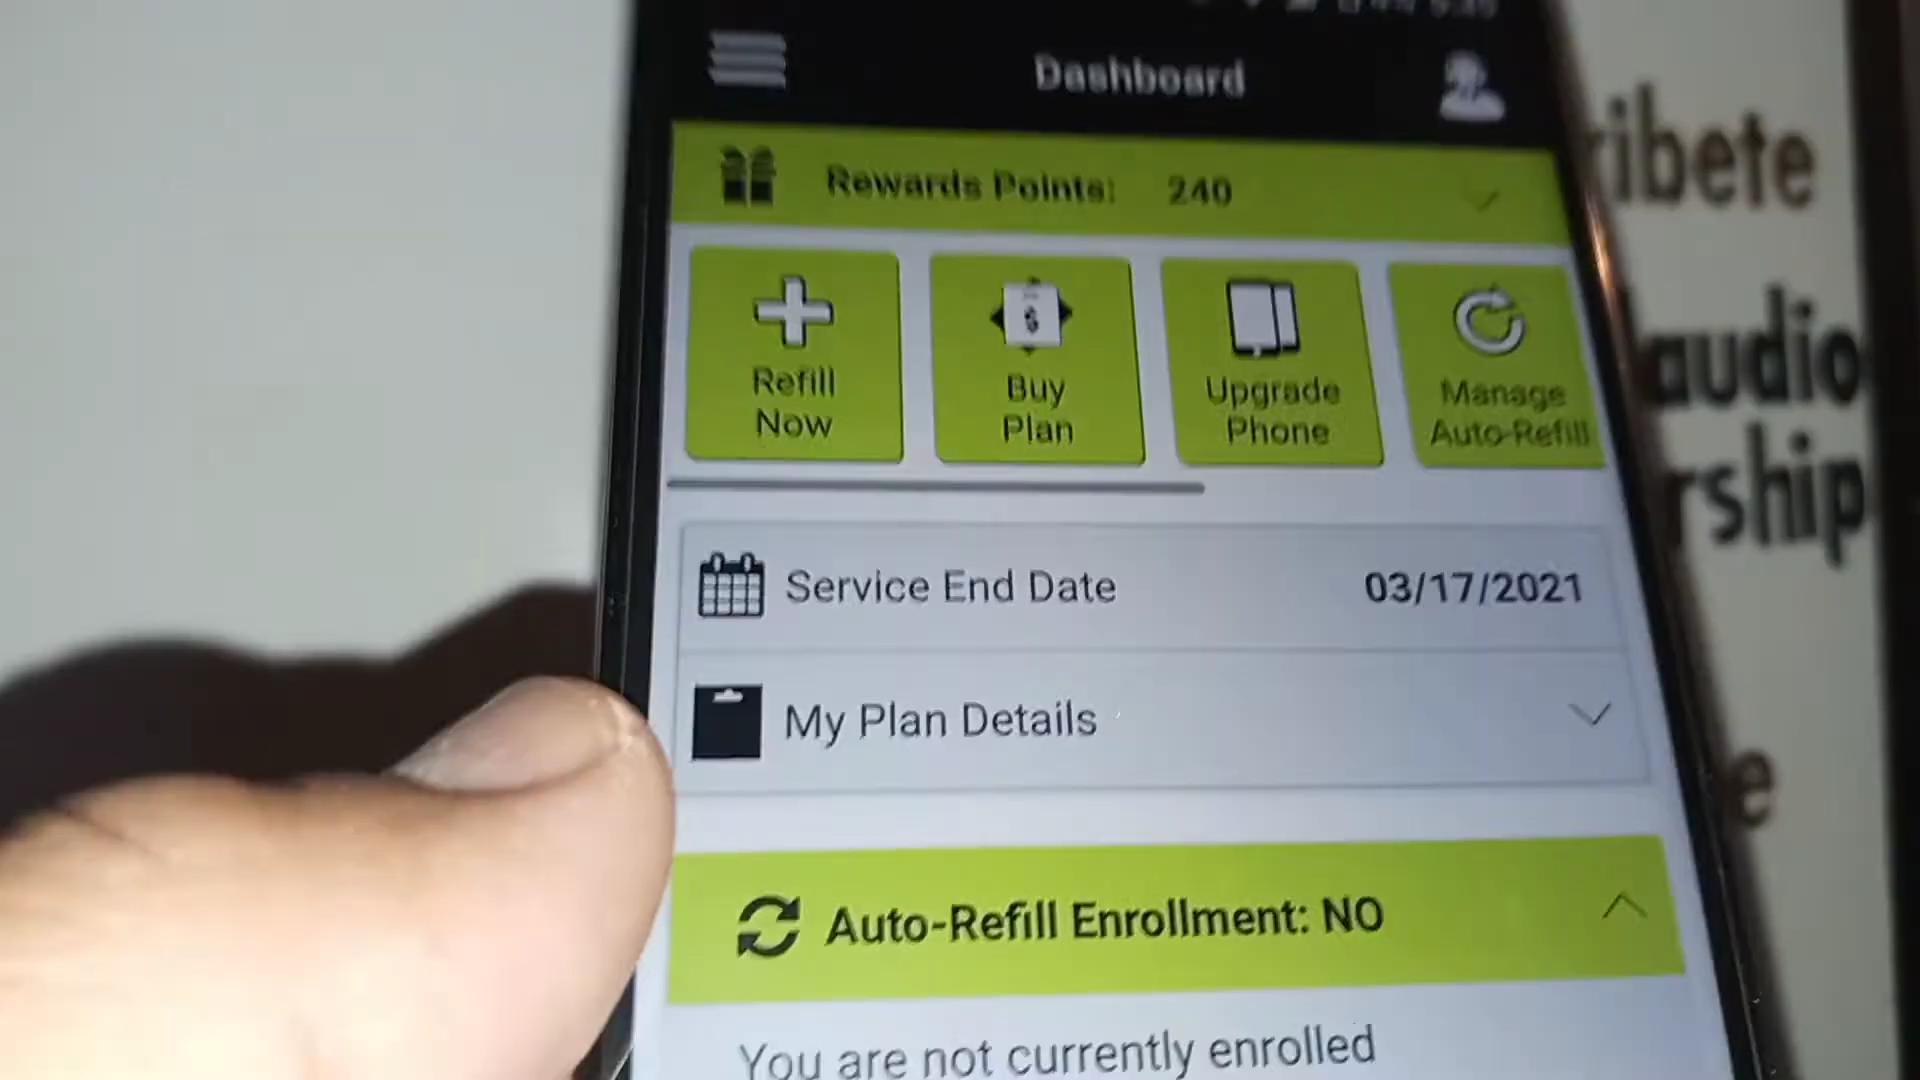 Dashboard
Rewards Points: 240
Refill
Now
Buy
Plan
Upgrade
Phone
Manage
Auto-Refill
Service End Date 03/17/2021
My Plan Details
Auto-Refill Enrollment: NO
You are not currently enrolled
ribete
audio
rship
e